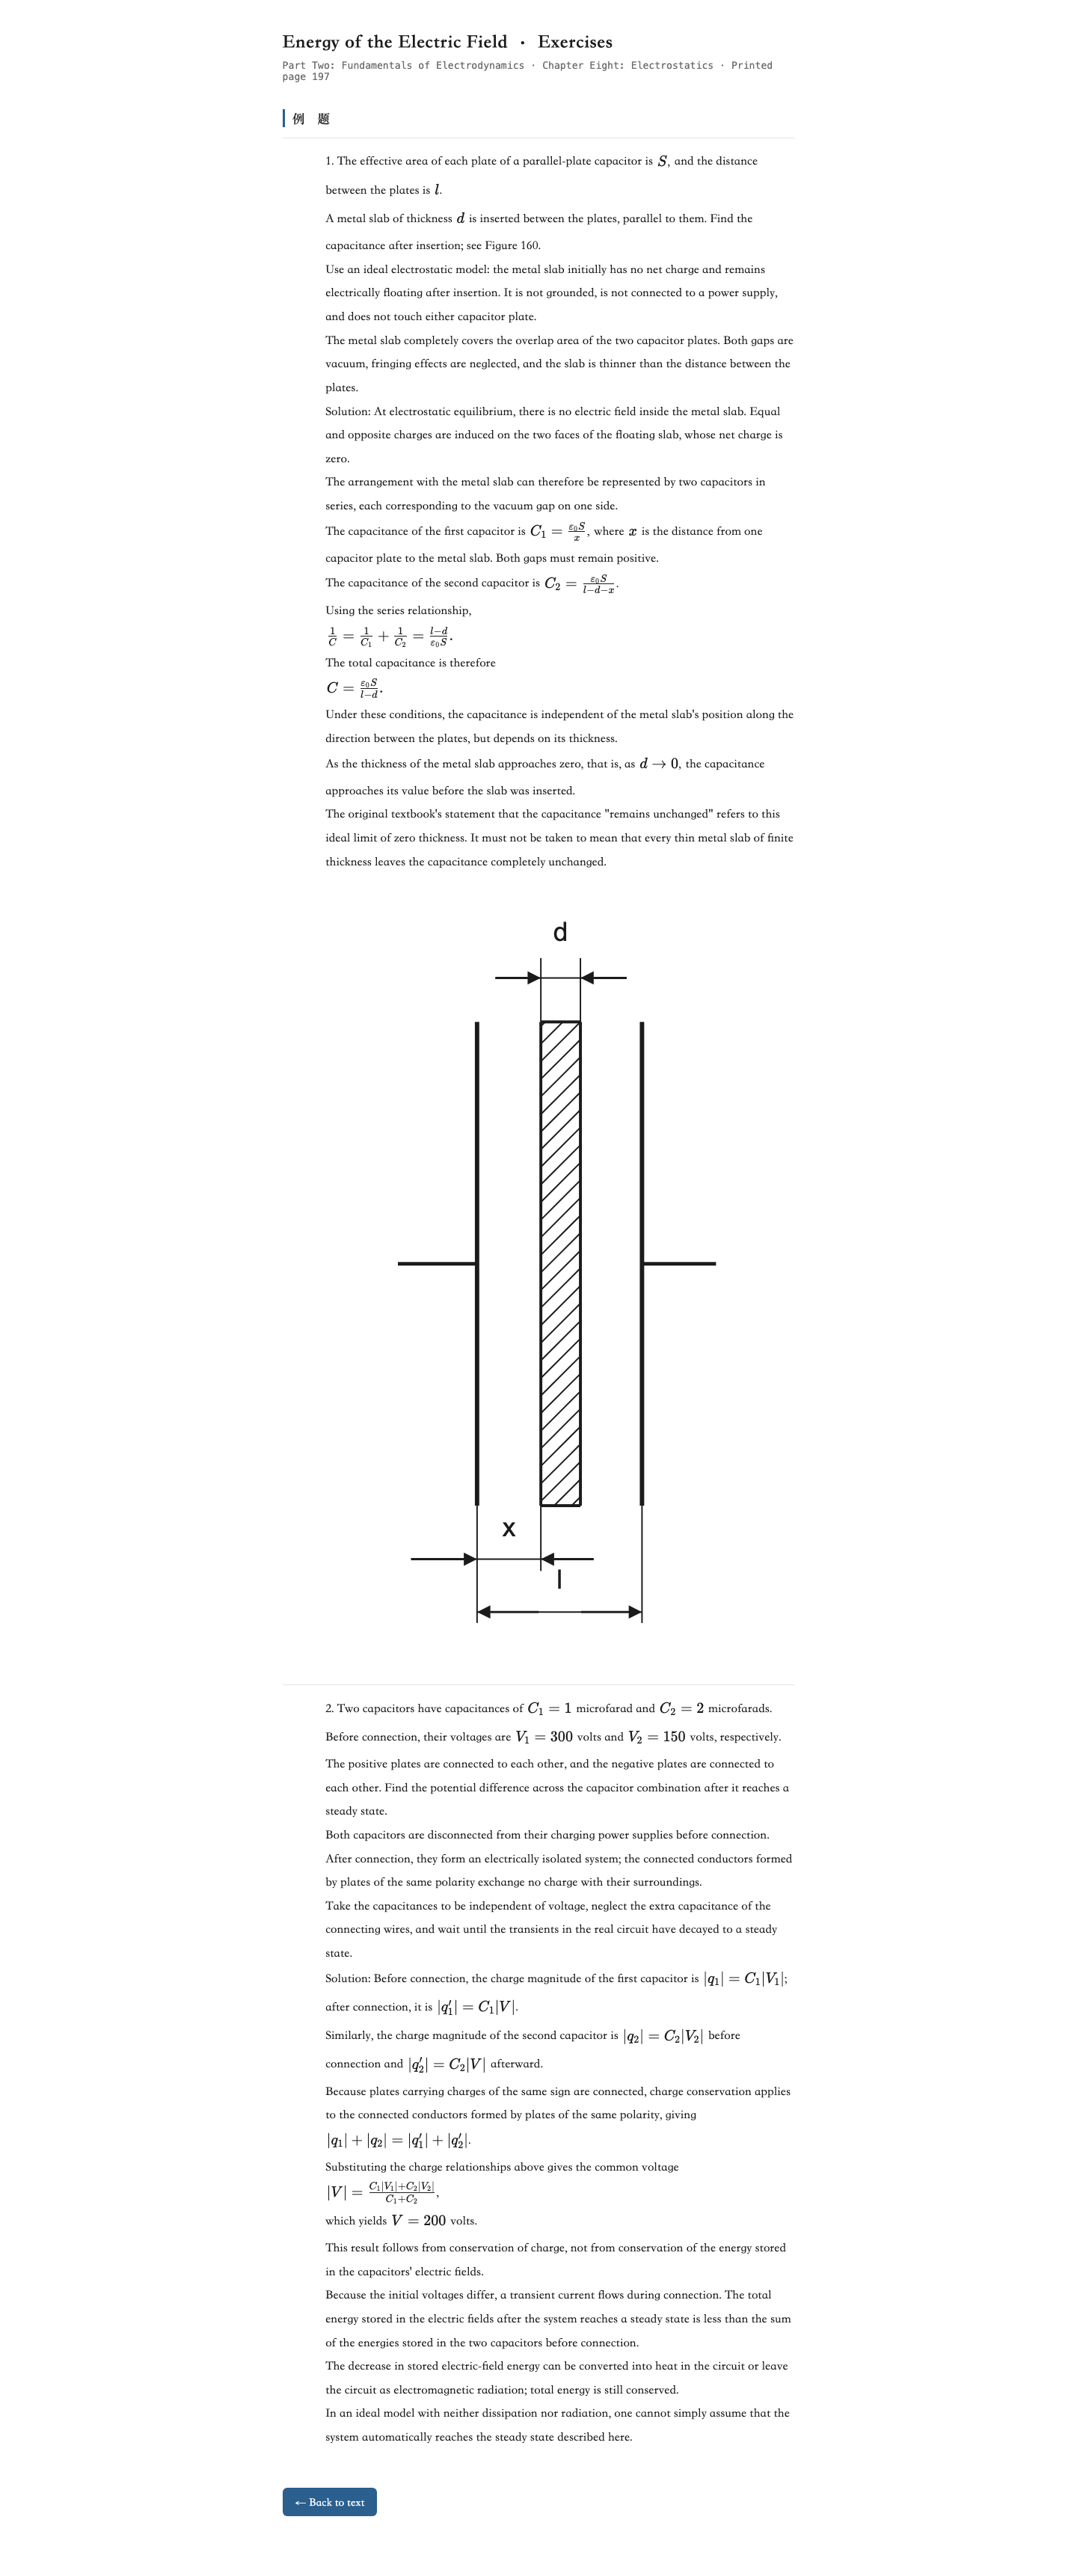 Energy of the Electric Field · Exercises
Part Two: Fundamentals of Electrodynamics · Chapter Eight: Electrostatics · Printed
page 197
例 题
1. The effective area of each plate of a parallel-plate capacitor is S, and the distance
between the plates is l.
A metal slab of thickness d is inserted between the plates, parallel to them. Find the
capacitance after insertion; see Figure 160.
Use an ideal electrostatic model: the metal slab initially has no net charge and remains
electrically floating after insertion. It is not grounded, is not connected to a power supply,
and does not touch either capacitor plate.
The metal slab completely covers the overlap area of the two capacitor plates. Both gaps are
vacuum, fringing effects are neglected, and the slab is thinner than the distance between the
plates.
Solution: At electrostatic equilibrium, there is no electric field inside the metal slab. Equal
and opposite charges are induced on the two faces of the floating slab, whose net charge is
zero.
The arrangement with the metal slab can therefore be represented by two capacitors in
series, each corresponding to the vacuum gap on one side.
The capacitance of the first capacitor is C₁ = ε₀S/x, where x is the distance from one
capacitor plate to the metal slab. Both gaps must remain positive.
The capacitance of the second capacitor is C₂ = ε₀S/(l−d−x).
Using the series relationship,
1/C = 1/C₁ + 1/C₂ = (l−d)/(ε₀S).
The total capacitance is therefore
C = ε₀S/(l−d).
Under these conditions, the capacitance is independent of the metal slab's position along the
direction between the plates, but depends on its thickness.
As the thickness of the metal slab approaches zero, that is, as d → 0, the capacitance
approaches its value before the slab was inserted.
The original textbook's statement that the capacitance "remains unchanged" refers to this
ideal limit of zero thickness. It must not be taken to mean that every thin metal slab of finite
thickness leaves the capacitance completely unchanged.
d
x
l
2. Two capacitors have capacitances of C₁ = 1 microfarad and C₂ = 2 microfarads.
Before connection, their voltages are V₁ = 300 volts and V₂ = 150 volts, respectively.
The positive plates are connected to each other, and the negative plates are connected to
each other. Find the potential difference across the capacitor combination after it reaches a
steady state.
Both capacitors are disconnected from their charging power supplies before connection.
After connection, they form an electrically isolated system; the connected conductors formed
by plates of the same polarity exchange no charge with their surroundings.
Take the capacitances to be independent of voltage, neglect the extra capacitance of the
connecting wires, and wait until the transients in the real circuit have decayed to a steady
state.
Solution: Before connection, the charge magnitude of the first capacitor is |q₁| = C₁|V₁|;
after connection, it is |q₁′| = C₁|V|.
Similarly, the charge magnitude of the second capacitor is |q₂| = C₂|V₂| before
connection and |q₂′| = C₂|V| afterward.
Because plates carrying charges of the same sign are connected, charge conservation applies
to the connected conductors formed by plates of the same polarity, giving
|q₁| + |q₂| = |q₁′| + |q₂′|.
Substituting the charge relationships above gives the common voltage
|V| = (C₁|V₁|+C₂|V₂|)/(C₁+C₂),
which yields V = 200 volts.
This result follows from conservation of charge, not from conservation of the energy stored
in the capacitors' electric fields.
Because the initial voltages differ, a transient current flows during connection. The total
energy stored in the electric fields after the system reaches a steady state is less than the sum
of the energies stored in the two capacitors before connection.
The decrease in stored electric-field energy can be converted into heat in the circuit or leave
the circuit as electromagnetic radiation; total energy is still conserved.
In an ideal model with neither dissipation nor radiation, one cannot simply assume that the
system automatically reaches the steady state described here.
← Back to text